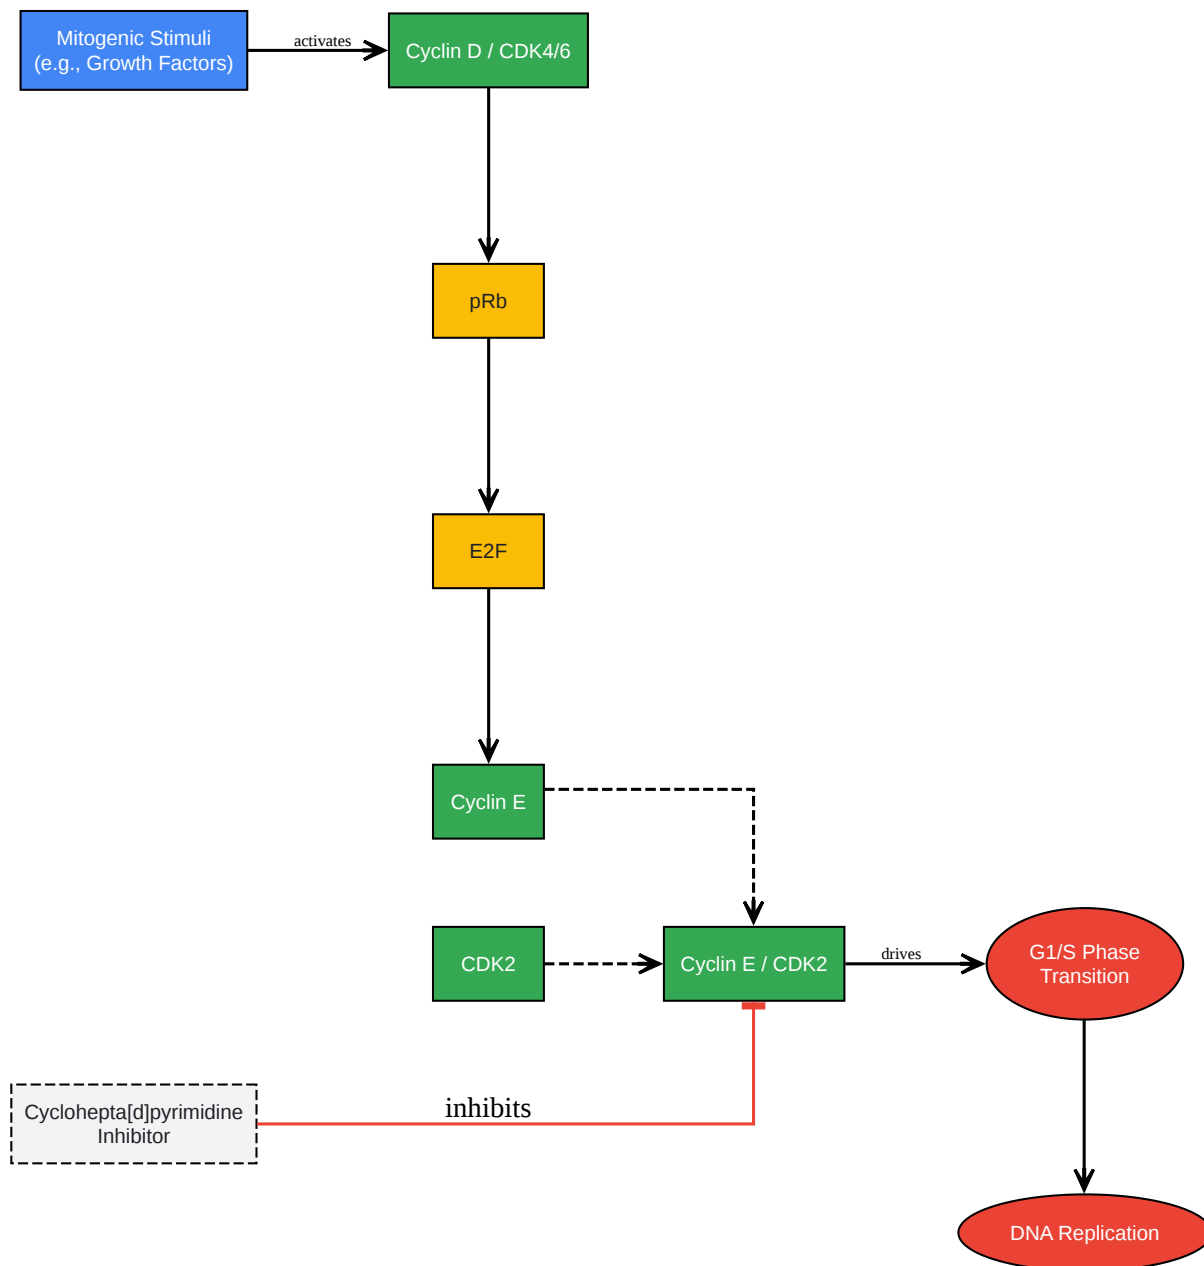 Mitogenic Stimuli
(e.g., Growth Factors)
activates
Cyclin D / CDK4/6
pRb
E2F
Cyclin E
CDK2
Cyclin E / CDK2
drives
G1/S Phase
Transition
Cyclohepta[d]pyrimidine
Inhibitor
inhibits
DNA Replication